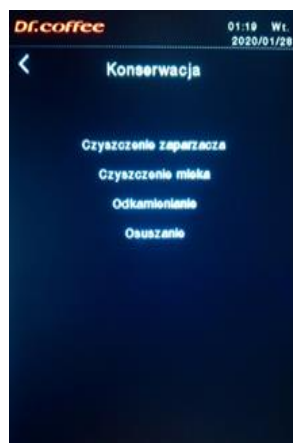 Dr.coffee
01:19 Wt.
2020/01/28
Konserwacja
Czyszczenie zaparzacza
Czyszczenie mleka
Odkamienianie
Osuszanie